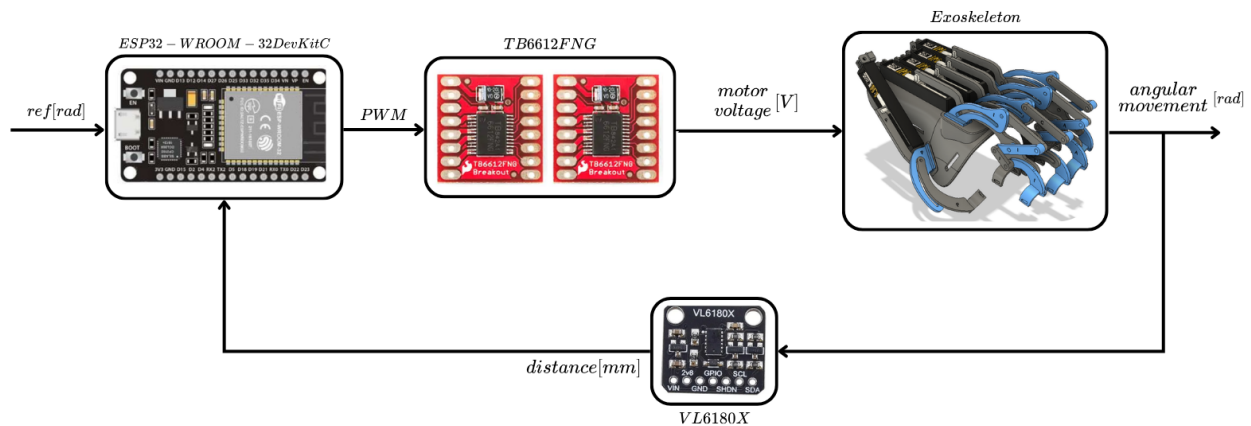 Exoskeleton
ESP32 – WROOM – 32DevKitC
TB6612FNG
ref[rad]
PWM
motor
voltage [V]
angular
movement [rad]
EN
BOOT
TB6612FNG
Breakout
TB6612FNG
Breakout
VL6180X
2v8 GPIO SCL
VIN GND SHDN SDA
distance[mm]
VL6180X